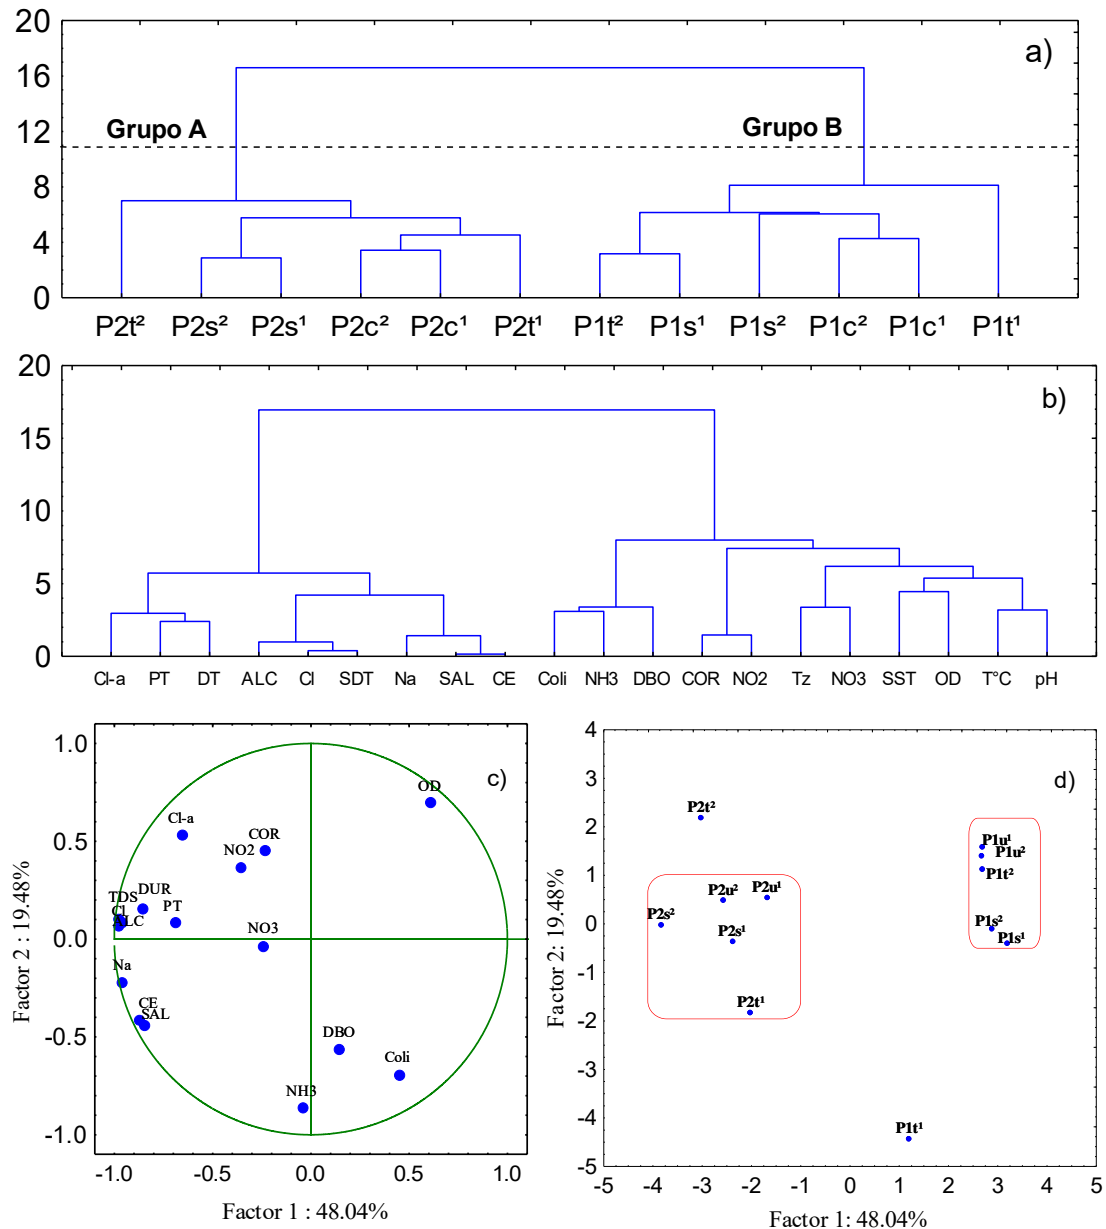 20
a)
16
Grupo A
Grupo B
12
8
4
0
P2t² P2s² P2s¹ P2c² P2c¹ P2t¹ P1t² P1s¹ P1s² P1c² P1c¹ P1t¹
20
b)
15
10
5
0
Cl-a PT DT ALC Cl SDT Na SAL CE Coli NH3 DBO COR NO2 Tz NO3 SST OD T°C pH
c)
1.0
OD
Cl-a
COR
0.5
NO2
TDS DUR
Cl
PT
ALC
NO3
0.0
Na
CE
SAL
DBO
-0.5
Coli
NH3
-1.0
-1.0 -0.5 0.0 0.5 1.0
Factor 2 : 19.48%
Factor 1 : 48.04%
4
d)
3
P2t²
2
P1u¹
P1u²
1
P1t²
P2u² P2u¹
P2s²
P1s²
0
P2s¹
P1s¹
-1
P2t¹
-2
-3
-4
P1t¹
-5
-5 -4 -3 -2 -1 0 1 2 3 4 5
Factor 2: 19.48%
Factor 1: 48.04%